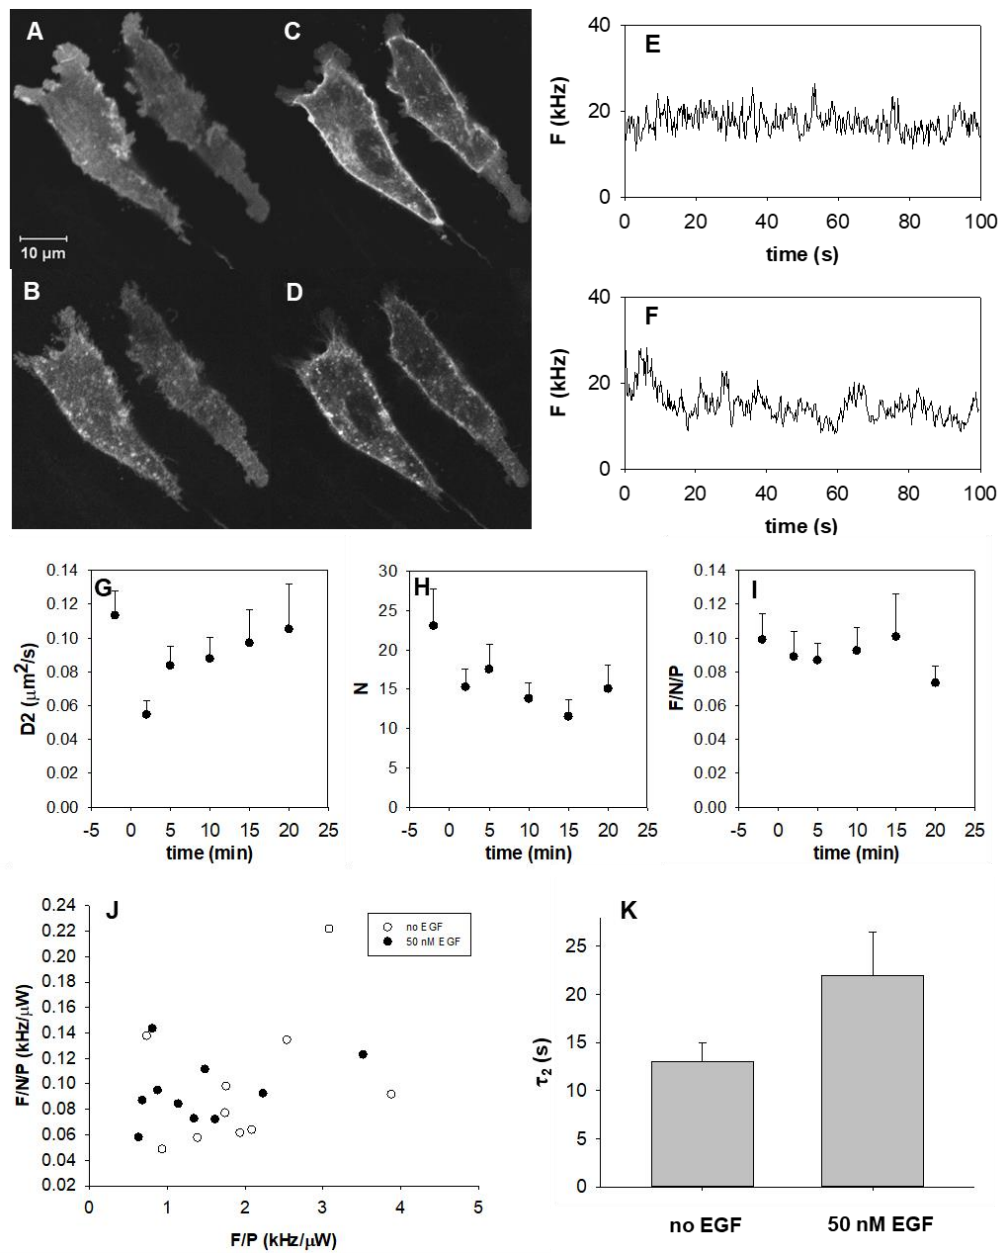 A
C
10 µm
B
D
E
F (kHz)
40
20
0
0 20 40 60 80 100
time (s)
F
F (kHz)
40
20
0
0 20 40 60 80 100
time (s)
G
D2 (µm²/s)
0.14
0.12
0.10
0.08
0.06
0.04
0.02
0.00
-5 0 5 10 15 20 25
time (min)
H
N
30
25
20
15
10
5
0
-5 0 5 10 15 20 25
time (min)
I
F/N/P
0.14
0.12
0.10
0.08
0.06
0.04
0.02
0.00
-5 0 5 10 15 20 25
time (min)
J
F/N/P (kHz/µW)
0.24
0.22
0.20
0.18
0.16
0.14
0.12
0.10
0.08
0.06
0.04
0.02
no EGF
50 nM EGF
0 1 2 3 4 5
F/P (kHz/µW)
K
τ₂ (s)
25
20
15
10
5
0
no EGF 50 nM EGF